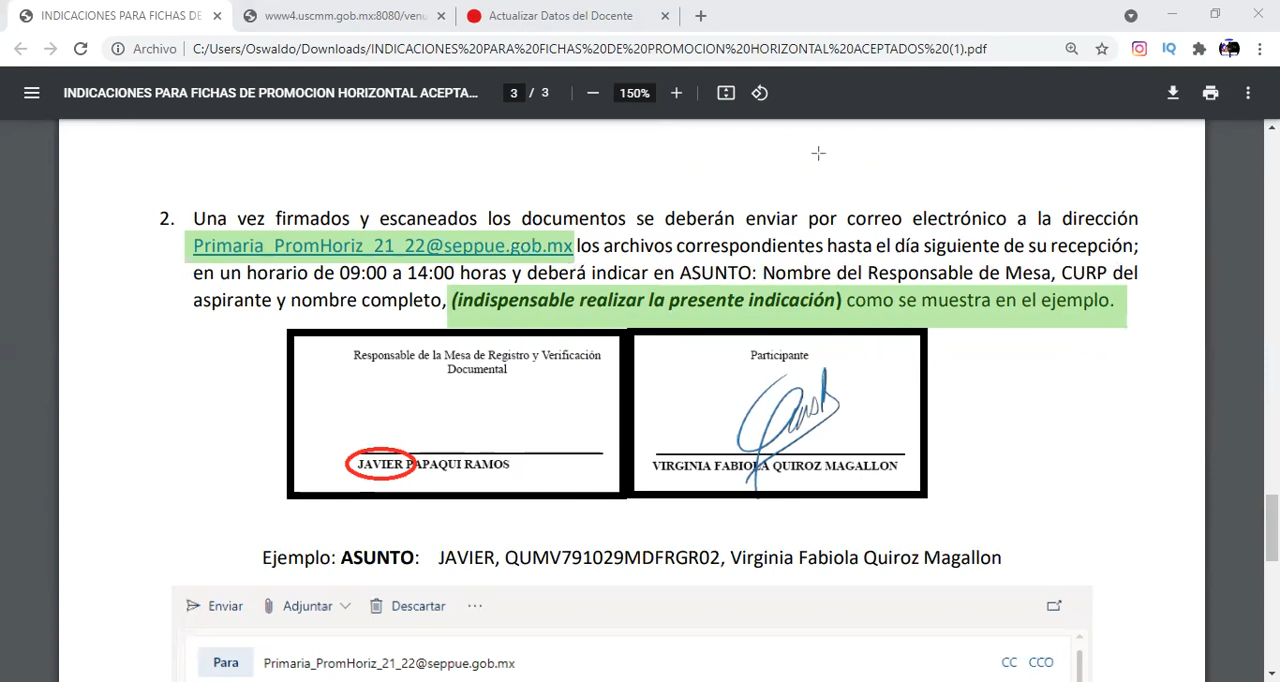 INDICACIONES PARA FICHAS DE
www4.uscmm.gob.mx:8080/venu
Actualizar Datos del Docente
Archivo
C:/Users/Oswaldo/Downloads/INDICACIONES%20PARA%20FICHAS%20DE%20PROMOCION%20HORIZONTAL%20ACEPTADOS%20(1).pdf
IQ
INDICACIONES PARA FICHAS DE PROMOCION HORIZONTAL ACEPTA...
3 / 3
150%
2. Una vez firmados y escaneados los documentos se deberán enviar por correo electrónico a la dirección
Primaria_PromHoriz_21_22@seppue.gob.mx los archivos correspondientes hasta el día siguiente de su recepción;
en un horario de 09:00 a 14:00 horas y deberá indicar en ASUNTO: Nombre del Responsable de Mesa, CURP del
aspirante y nombre completo, (indispensable realizar la presente indicación) como se muestra en el ejemplo.
Responsable de la Mesa de Registro y Verificación
Documental
JAVIER PAPAQUI RAMOS
Participante
VIRGINIA FABIOLA QUIROZ MAGALLON
Ejemplo: ASUNTO: JAVIER, QUMV791029MDFRGR02, Virginia Fabiola Quiroz Magallon
Enviar Adjuntar Descartar ...
Para Primaria_PromHoriz_21_22@seppue.gob.mx CC CCO